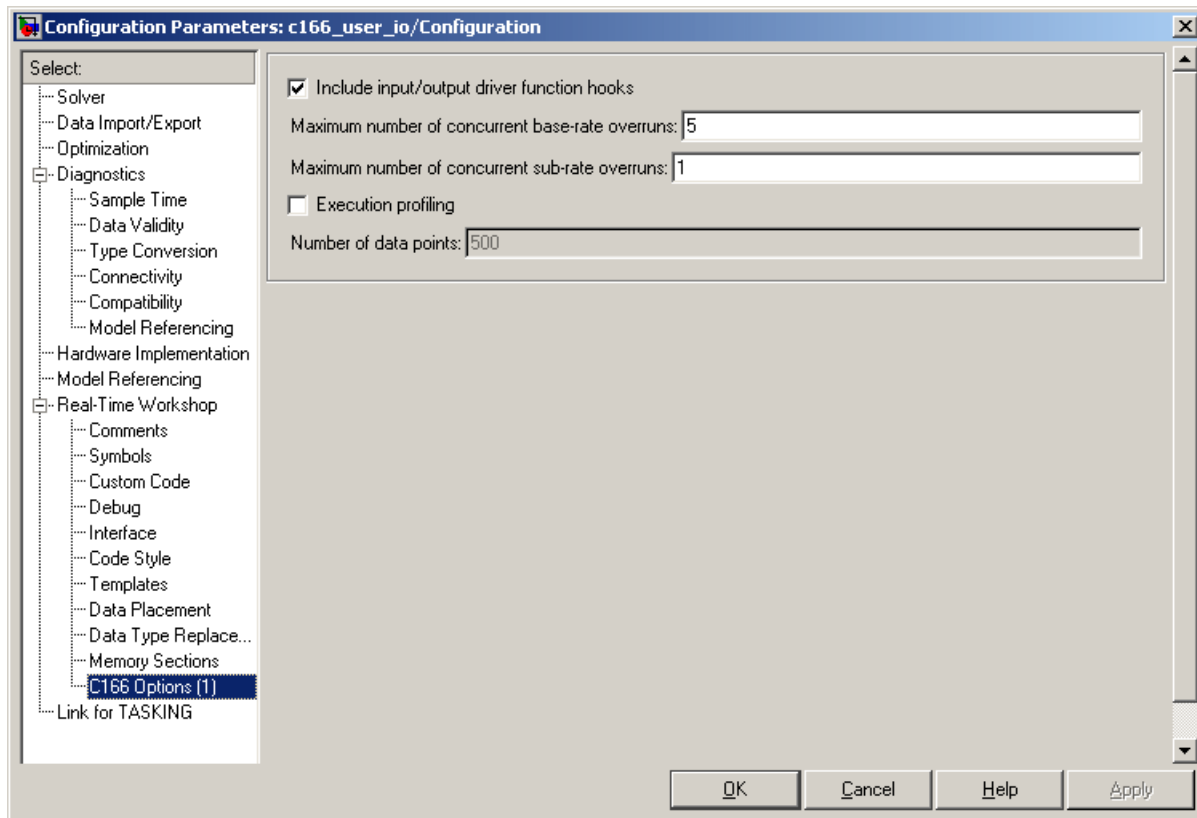 Configuration Parameters: c166_user_io/Configuration
Select:
Solver
Data Import/Export
Optimization
Diagnostics
Sample Time
Data Validity
Type Conversion
Connectivity
Compatibility
Model Referencing
Hardware Implementation
Model Referencing
Real-Time Workshop
Comments
Symbols
Custom Code
Debug
Interface
Code Style
Templates
Data Placement
Data Type Replace...
Memory Sections
C166 Options (1)
Link for TASKING
Include input/output driver function hooks
Maximum number of concurrent base-rate overruns: 5
Maximum number of concurrent sub-rate overruns: 1
Execution profiling
Number of data points: 500
OK Cancel Help Apply